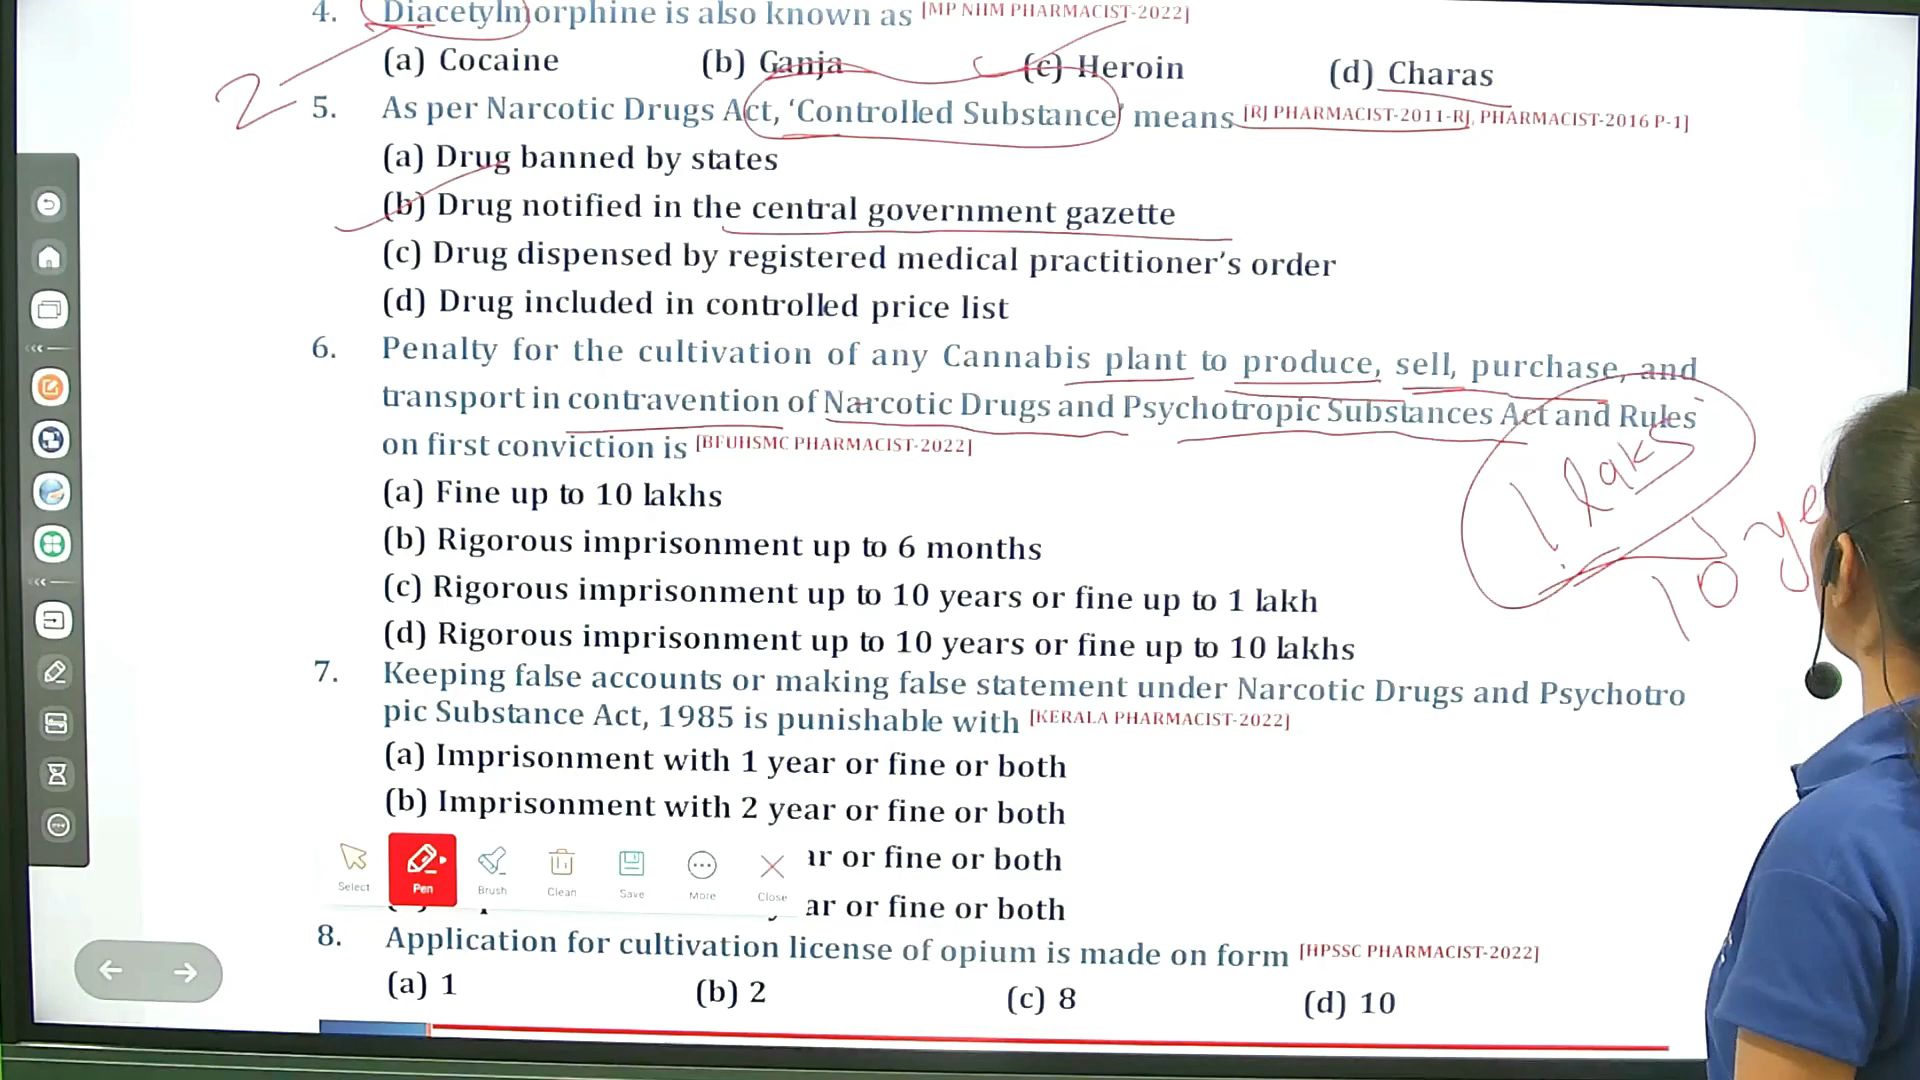 4. Diacetylmorphine is also known as [MP NHM PHARMACIST-2022]
(a) Cocaine (b) Ganja (c) Heroin (d) Charas
2
5. As per Narcotic Drugs Act, ‘Controlled Substance’ means [RJ PHARMACIST-2011-RJ, PHARMACIST-2016 P-1]
(a) Drug banned by states
(b) Drug notified in the central government gazette
(c) Drug dispensed by registered medical practitioner’s order
(d) Drug included in controlled price list
6. Penalty for the cultivation of any Cannabis plant to produce, sell, purchase, and
transport in contravention of Narcotic Drugs and Psychotropic Substances Act and Rules
on first conviction is [BFUHSMC PHARMACIST-2022]
1 laks
10 ye
(a) Fine up to 10 lakhs
(b) Rigorous imprisonment up to 6 months
(c) Rigorous imprisonment up to 10 years or fine up to 1 lakh
(d) Rigorous imprisonment up to 10 years or fine up to 10 lakhs
7. Keeping false accounts or making false statement under Narcotic Drugs and Psychotro
pic Substance Act, 1985 is punishable with [KERALA PHARMACIST-2022]
(a) Imprisonment with 1 year or fine or both
(b) Imprisonment with 2 year or fine or both
ar or fine or both
ar or fine or both
Select Pen Brush Clean Save More Close
8. Application for cultivation license of opium is made on form [HPSSC PHARMACIST-2022]
(a) 1 (b) 2 (c) 8 (d) 10